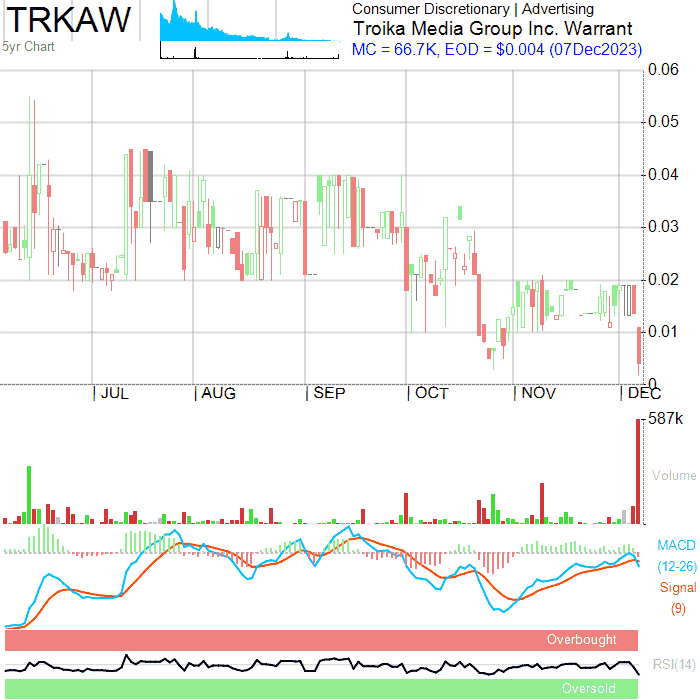 TRKAW
5yr Chart
Consumer Discretionary | Advertising
Troika Media Group Inc. Warrant
MC = 66.7K, EOD = $0.004 (07Dec2023)
0.06
0.05
0.04
0.03
0.02
0.01
0
JUL AUG SEP OCT NOV DEC
587k
Volume
MACD
(12-26)
Signal
(9)
Overbought
RSI(14)
Oversold